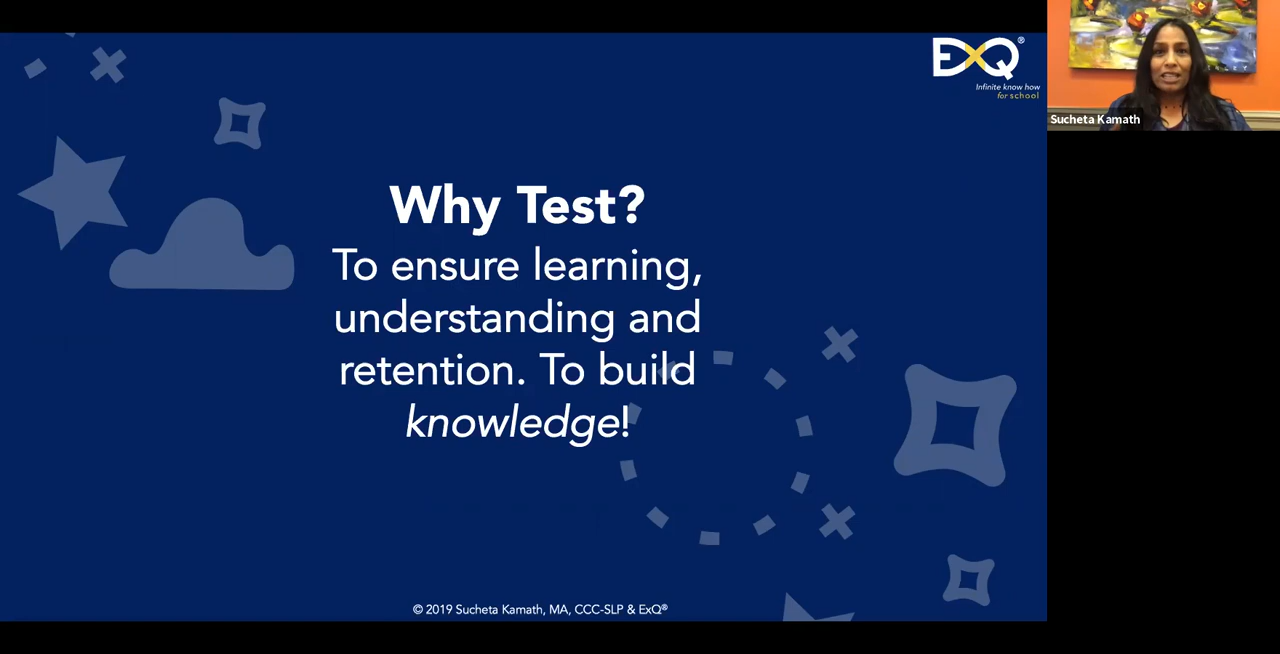 EXQ®
Infinite know how
for school
Sucheta Kamath
Why Test?
To ensure learning,
understanding and
retention. To build
knowledge!
© 2019 Sucheta Kamath, MA, CCC-SLP & ExQ®